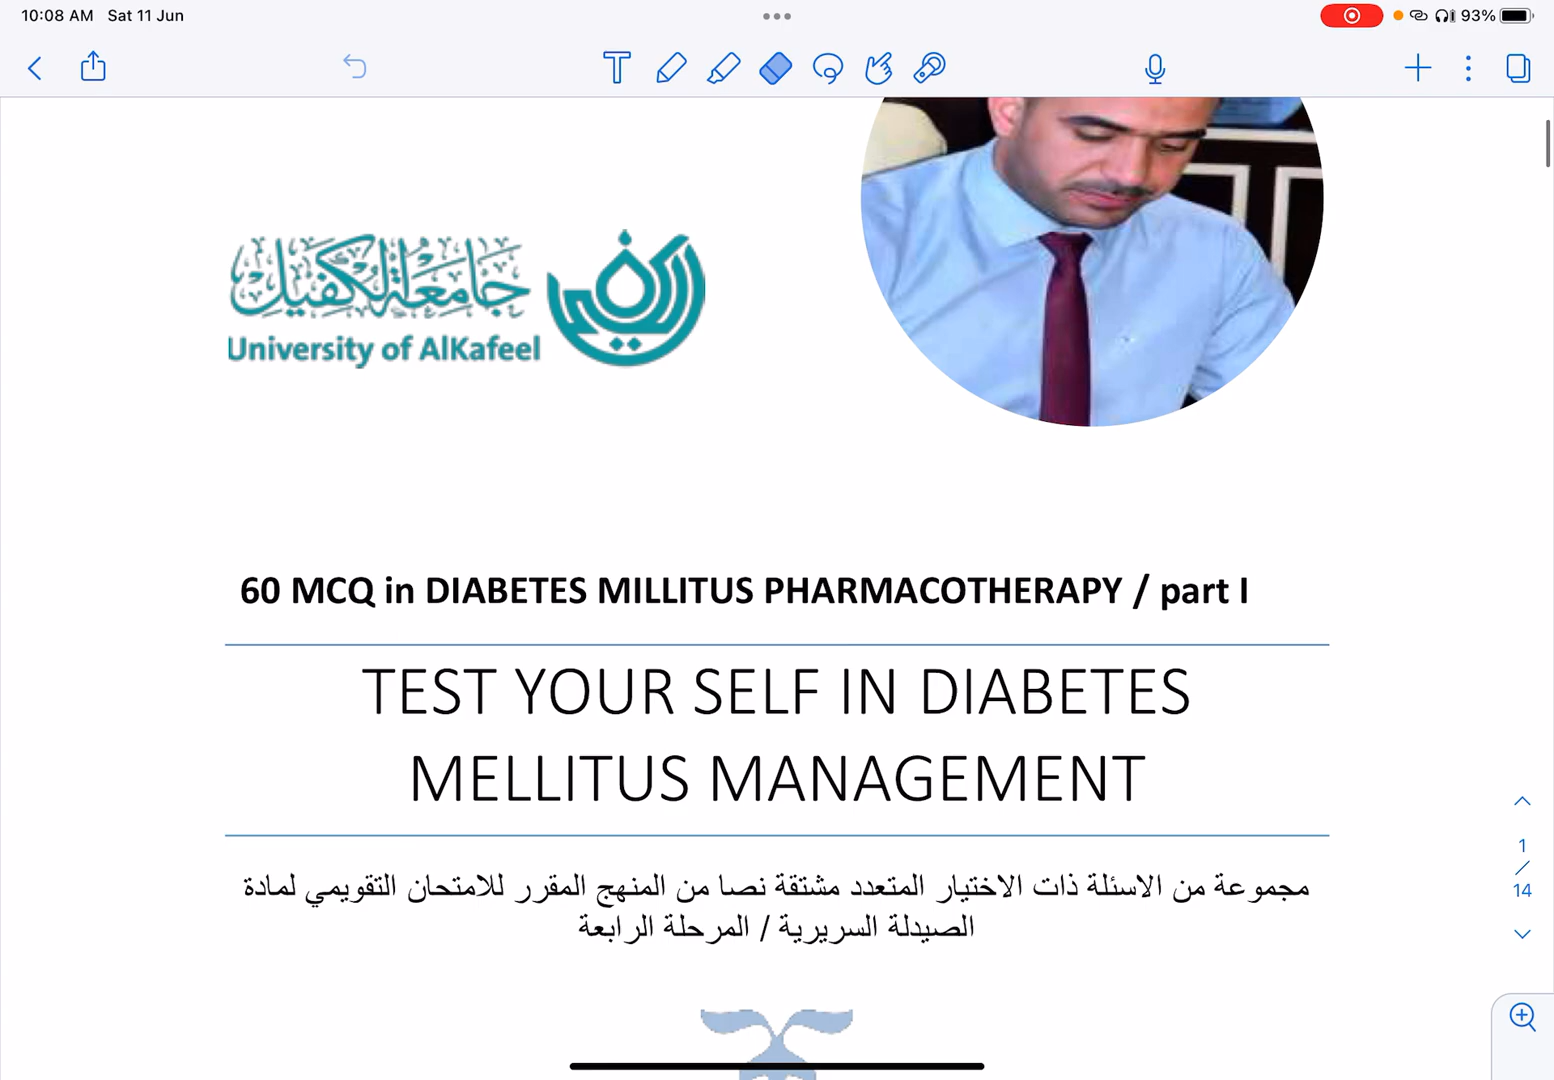 10:08 AM Sat 11 Jun
93%
جامعة الكفيل
University of AlKafeel
60 MCQ in DIABETES MILLITUS PHARMACOTHERAPY / part I
TEST YOUR SELF IN DIABETES
MELLITUS MANAGEMENT
مجموعة من الاسئلة ذات الاختيار المتعدد مشتقة نصا من المنهج المقرر للامتحان التقويمي لمادة
الصيدلة السريرية / المرحلة الرابعة
1
/
14